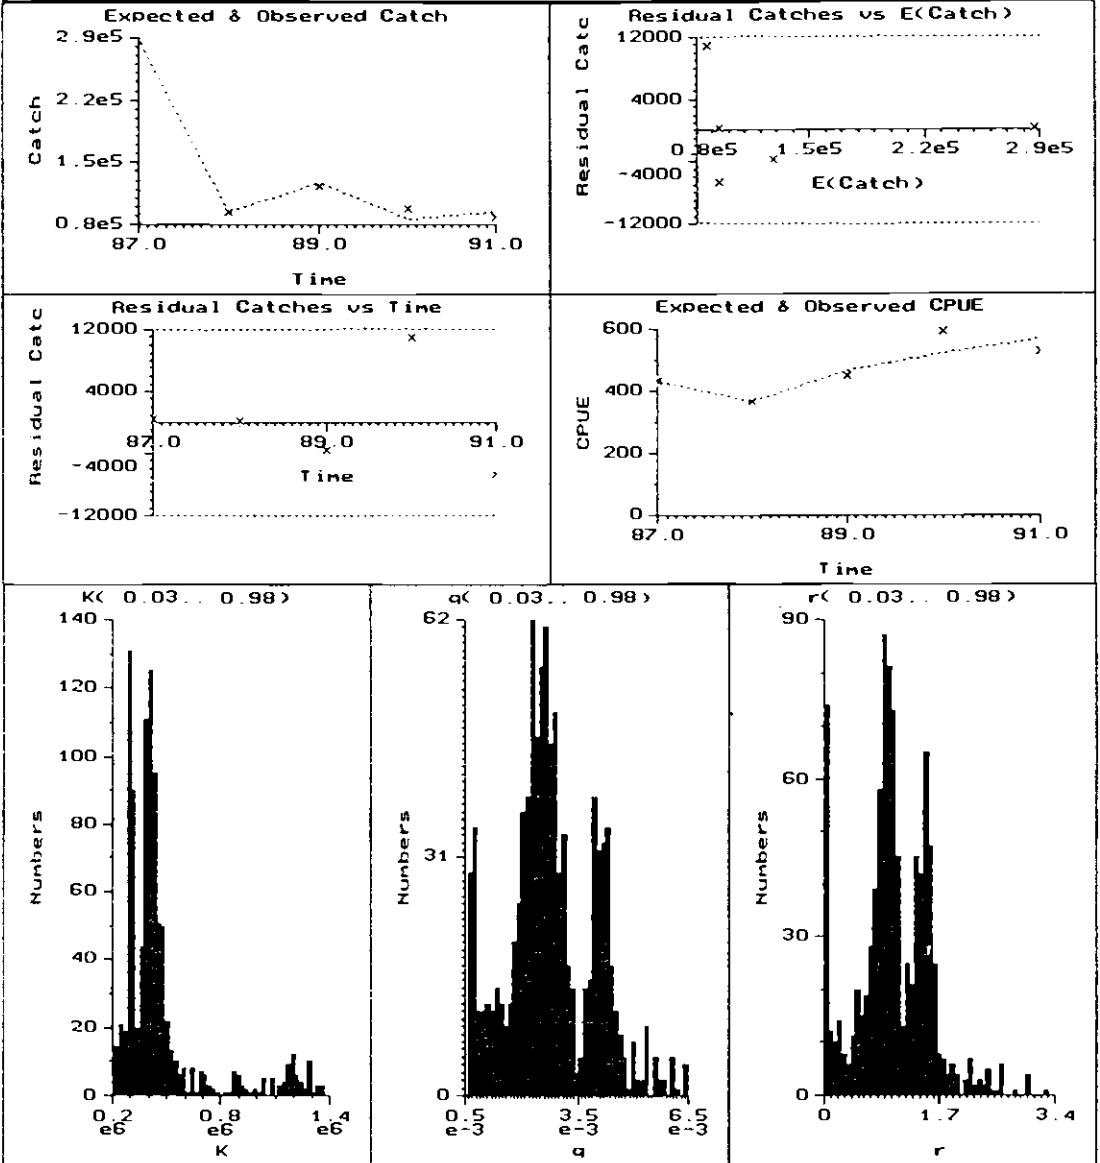 Expected & Observed Catch
2.9e5
2.2e5
1.5e5
0.8e5
Catch
87.0 89.0 91.0
Time
Residual Catches vs E(Catch)
12000
4000
-4000
-12000
Residual Catc
0.8e5 1.5e5 2.2e5 2.9e5
E(Catch)
Residual Catches vs Time
12000
4000
-4000
-12000
Residual Catc
87.0 89.0 91.0
Time
Expected & Observed CPUE
600
400
200
0
CPUE
87.0 89.0 91.0
Time
K( 0.03.. 0.98)
140
120
100
80
60
40
20
0
Numbers
0.2 0.8 1.4
e6 e6 e6
K
q( 0.03.. 0.98)
62
31
0
Numbers
0.5 3.5 6.5
e-3 e-3 e-3
q
r( 0.03.. 0.98)
90
60
30
0
Numbers
0 1.7 3.4
r